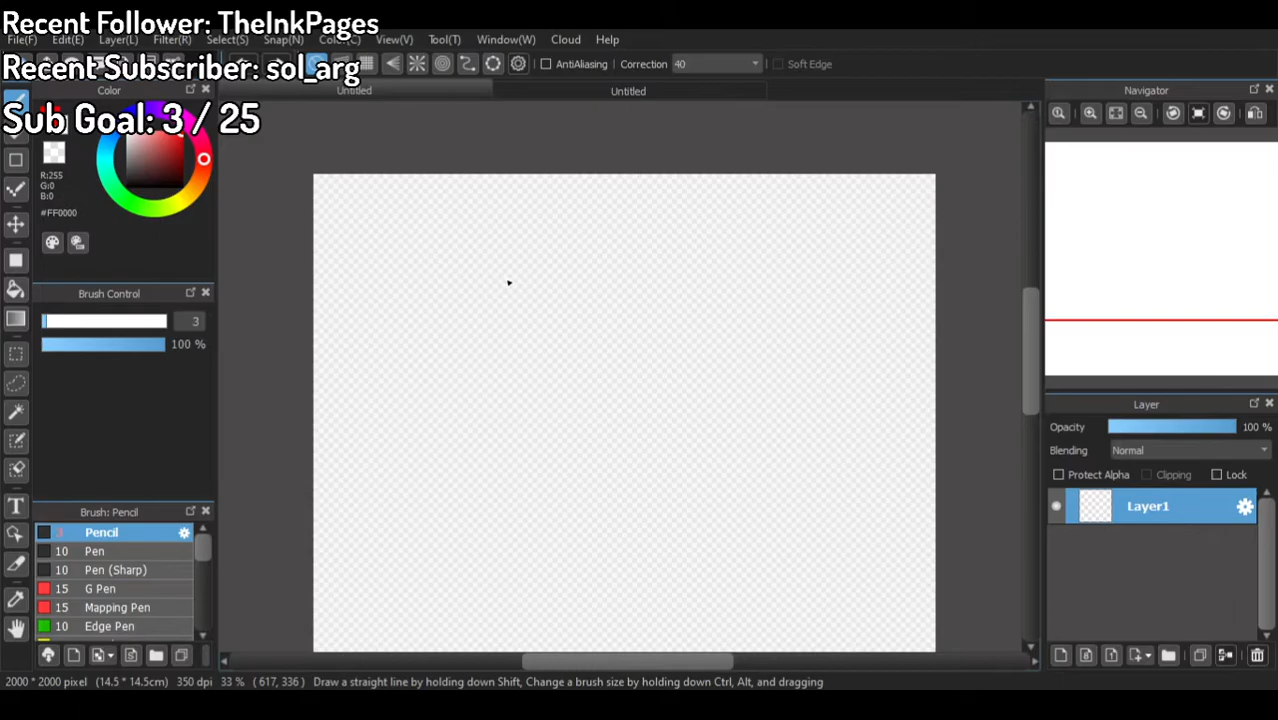 Recent Follower: TheInkPages
File(F) Edit(E) Layer(L) Filter(R) Select(S) Snap(N) Color(C) View(V) Tool(T) Window(W) Cloud Help
Recent Subscriber: sol_arg
AntiAliasing Correction 40 Soft Edge
Sub Goal: 3 / 25
Color
Untitled
Untitled
Navigator
R:255
G:0
B:0
#FF0000
Brush Control
3
100 %
Brush: Pencil
3 Pencil
10 Pen
10 Pen (Sharp)
15 G Pen
15 Mapping Pen
10 Edge Pen
Layer
Opacity 100 %
Blending Normal
Protect Alpha Clipping Lock
Layer1
2000 * 2000 pixel (14.5 * 14.5cm) 350 dpi 33 % ( 617, 336 ) Draw a straight line by holding down Shift, Change a brush size by holding down Ctrl, Alt, and dragging